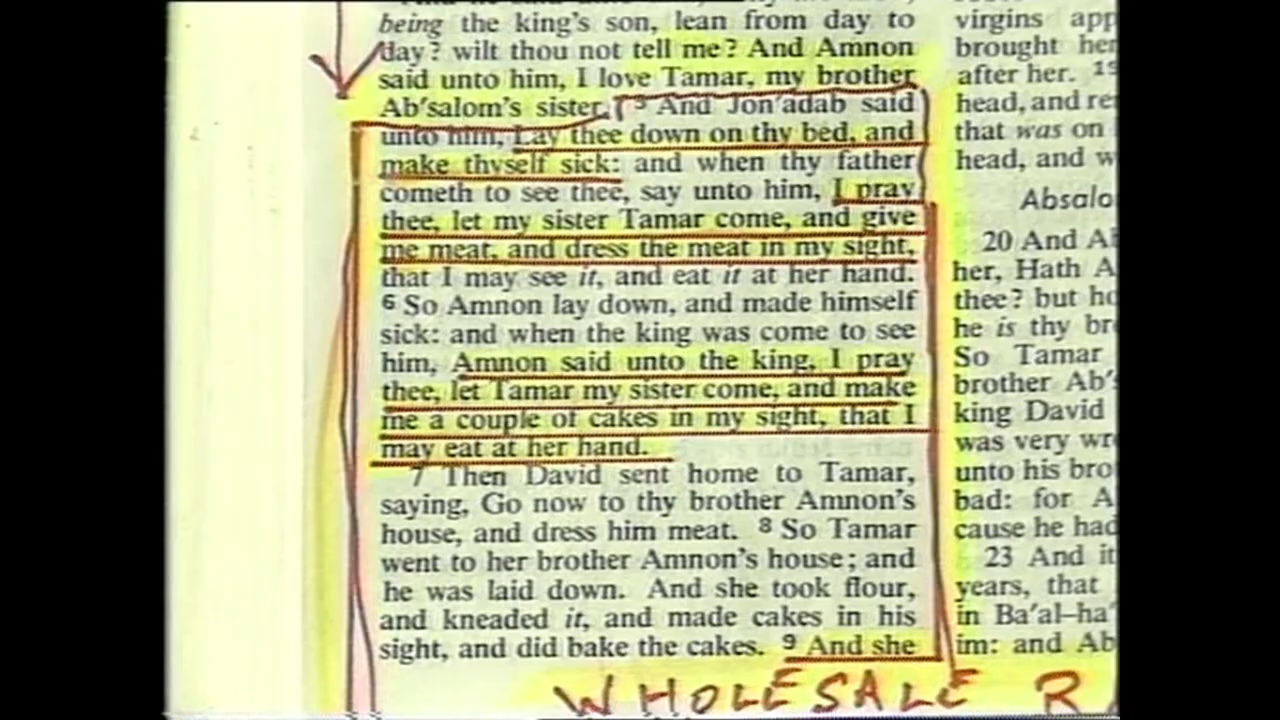 being the king's son, lean from day to
day? wilt thou not tell me? And Amnon
said unto him, I love Tamar, my brother
Ab′salom's sister. 5 And Jon′adab said
unto him, Lay thee down on thy bed, and
make thyself sick: and when thy father
cometh to see thee, say unto him, I pray
thee, let my sister Tamar come, and give
me meat, and dress the meat in my sight,
that I may see it, and eat it at her hand.
6 So Amnon lay down, and made himself
sick: and when the king was come to see
him, Amnon said unto the king, I pray
thee, let Tamar my sister come, and make
me a couple of cakes in my sight, that I
may eat at her hand.
7 Then David sent home to Tamar,
saying, Go now to thy brother Amnon's
house, and dress him meat. 8 So Tamar
went to her brother Amnon's house; and
he was laid down. And she took flour,
and kneaded it, and made cakes in his
sight, and did bake the cakes. 9 And she
virgins app
brought her
after her. 19
head, and re
that was on
head, and w
Absalo
20 And A
her, Hath A
thee? but ho
he is thy br
So Tamar
brother Ab′s
king David
was very wr
unto his bro
bad: for A
cause he had
23 And it
years, that
in Ba′al–ha′
im: and Ab
WHOLESALE R